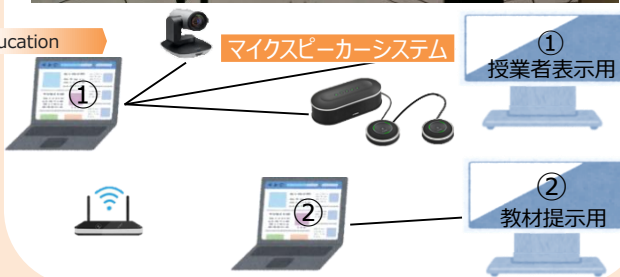 ucation
マイクスピーカーシステム
①
授業者表示用
①
②
②
教材提示用